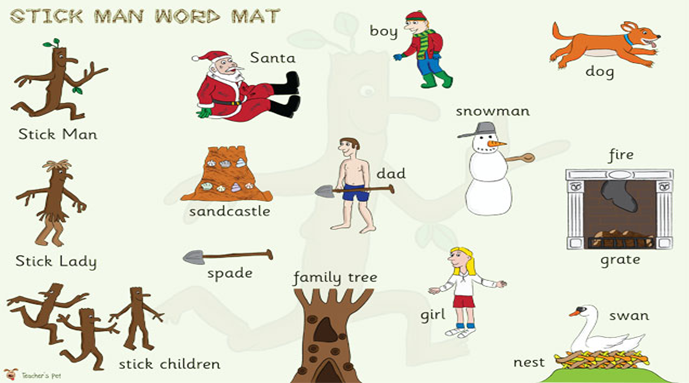 STICK MAN WORD MAT
boy
Santa
dog
snowman
Stick Man
fire
dad
sandcastle
Stick Lady
grate
spade
family tree
girl
swan
nest
stick children
Teacher's pet